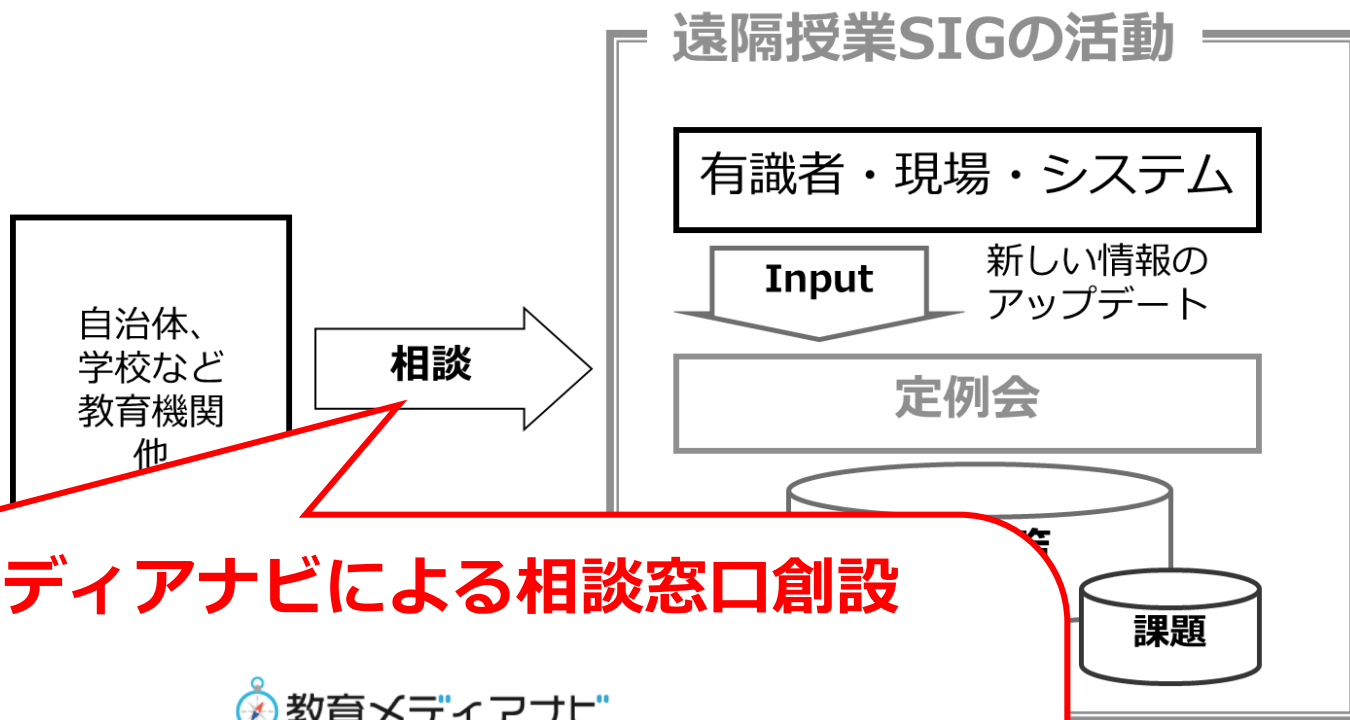 遠隔授業SIGの活動
有識者・現場・システム
Input
新しい情報の
アップデート
定例会
自治体、
学校など
教育機関
他
相談
ディアナビによる相談窓口創設
課題
教育メディアナビ